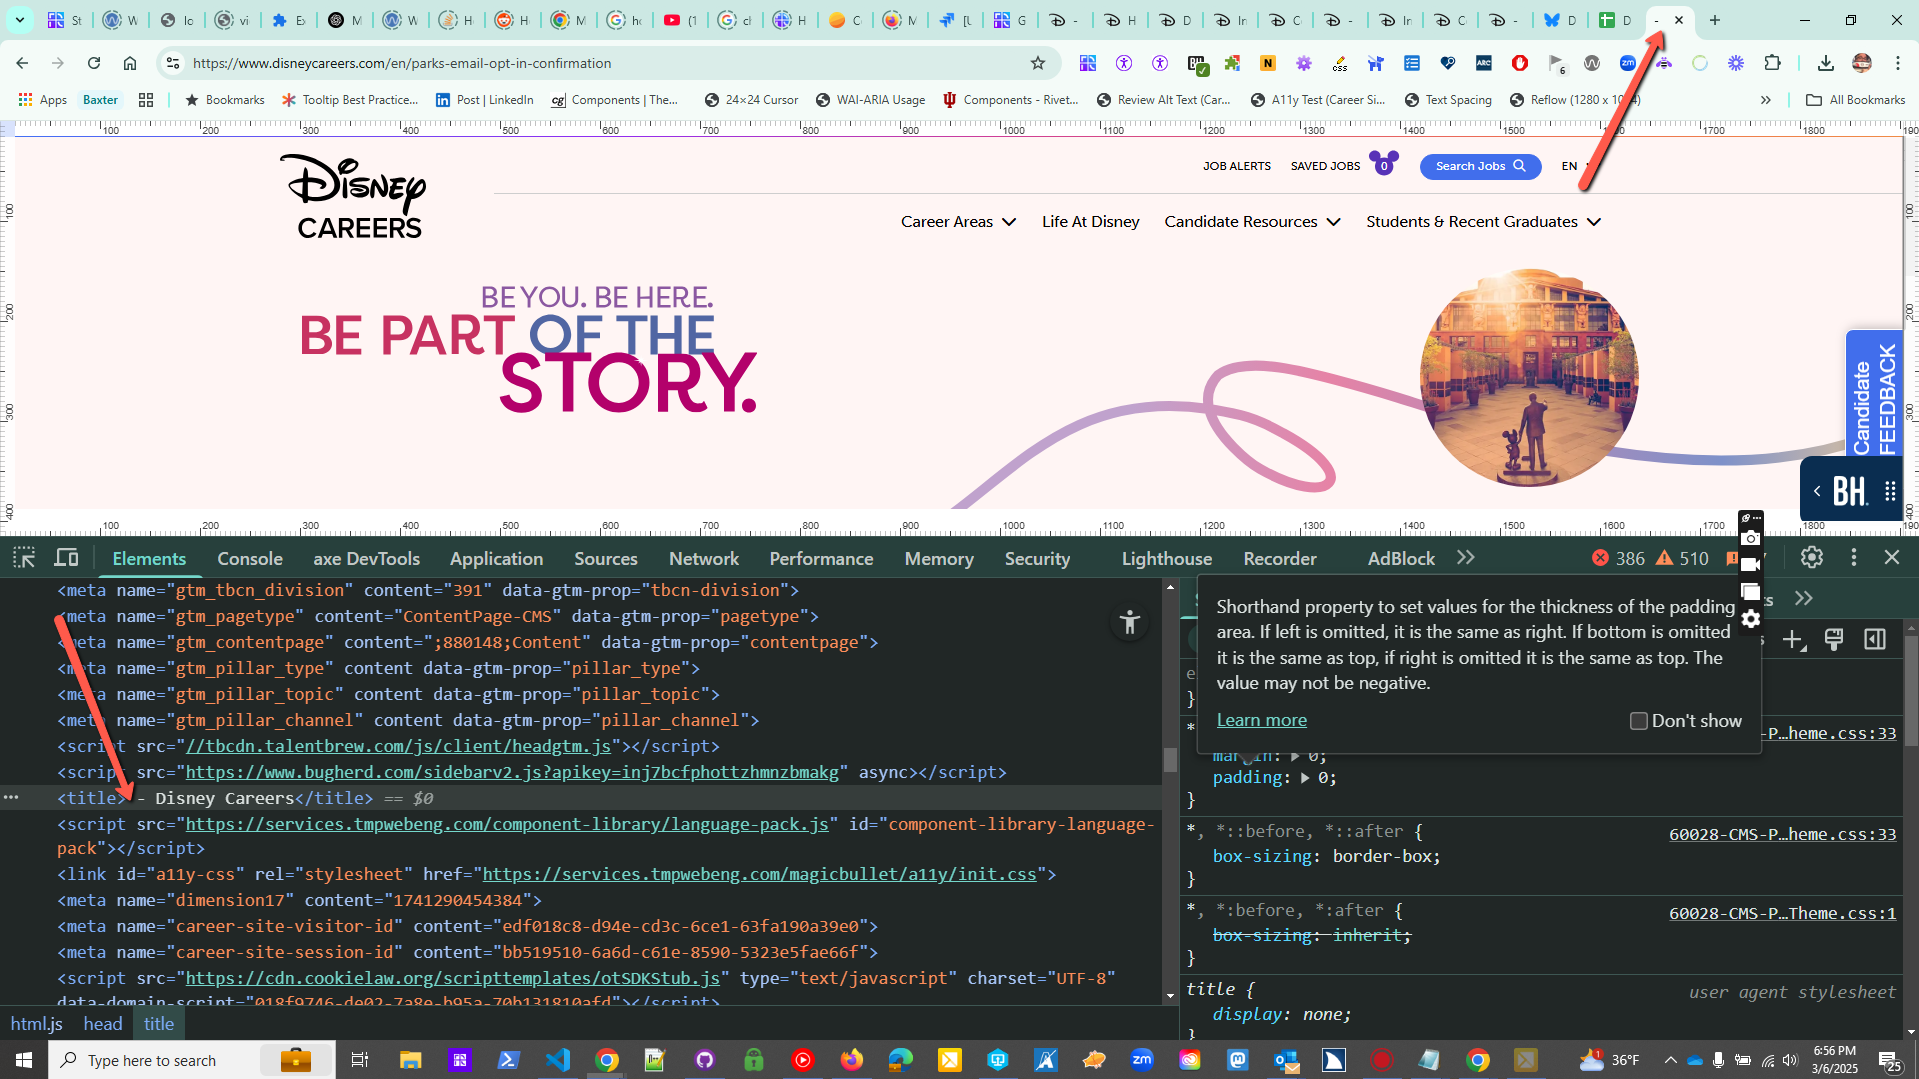 https://www.disneycareers.com/en/parks-email-opt-in-confirmation
Apps
Baxter
Bookmarks
Tooltip Best Practice...
Post | LinkedIn
Components | The...
24x24 Cursor
WAI-ARIA Usage
Components - Rivet...
Review Alt Text (Car...
A11y Test (Career Si...
Text Spacing
Reflow (1280 x 10
All Bookmarks
Disney
CAREERS
JOB ALERTS
SAVED JOBS
0
Search Jobs
EN
Career Areas
Life At Disney
Candidate Resources
Students & Recent Graduates
BE YOU. BE HERE.
BE PART OF THE
STORY.
Candidate
FEEDBACK
BH.
Elements
Console
axe DevTools
Application
Sources
Network
Performance
Memory
Security
Lighthouse
Recorder
AdBlock
386
510
<meta name="gtm_tbcn_division" content="391" data-gtm-prop="tbcn-division">
<meta name="gtm_pagetype" content="ContentPage-CMS" data-gtm-prop="pagetype">
<meta name="gtm_contentpage" content=";880148;Content" data-gtm-prop="contentpage">
<meta name="gtm_pillar_type" content data-gtm-prop="pillar_type">
<meta name="gtm_pillar_topic" content data-gtm-prop="pillar_topic">
<meta name="gtm_pillar_channel" content data-gtm-prop="pillar_channel">
<script src="//tbcdn.talentbrew.com/js/client/headgtm.js"></script>
<script src="https://www.bugherd.com/sidebarv2.js?apikey=inj7bcfphottzhmnzbmakg" async></script>
<title> - Disney Careers</title> == $0
<script src="https://services.tmpwebeng.com/component-library/language-pack.js" id="component-library-language-
pack"></script>
<link id="a11y-css" rel="stylesheet" href="https://services.tmpwebeng.com/magicbullet/a11y/init.css">
<meta name="dimension17" content="1741290454384">
<meta name="career-site-visitor-id" content="edf018c8-d94e-cd3c-6ce1-63fa190a39e0">
<meta name="career-site-session-id" content="bb519510-6a6d-c61e-8590-5323e5fae66f">
<script src="https://cdn.cookielaw.org/scripttemplates/otSDKStub.js" type="text/javascript" charset="UTF-8"
data-domain-script="018f9746-de02-7a8e-b95a-70b131810afd"></script>
html.js
head
title
Shorthand property to set values for the thickness of the padding
area. If left is omitted, it is the same as right. If bottom is omitted
it is the same as top, if right is omitted it is the same as top. The
value may not be negative.
Learn more
Don't show
}
*
P...heme.css:33
margin: 0;
padding: 0;
}
*, *::before, *::after {
60028-CMS-P...heme.css:33
box-sizing: border-box;
}
*, *:before, *:after {
60028-CMS-P...Theme.css:1
box-sizing: inherit;
}
title {
user agent stylesheet
display: none;
}
Type here to search
36°F
6:56 PM
3/6/2025
25